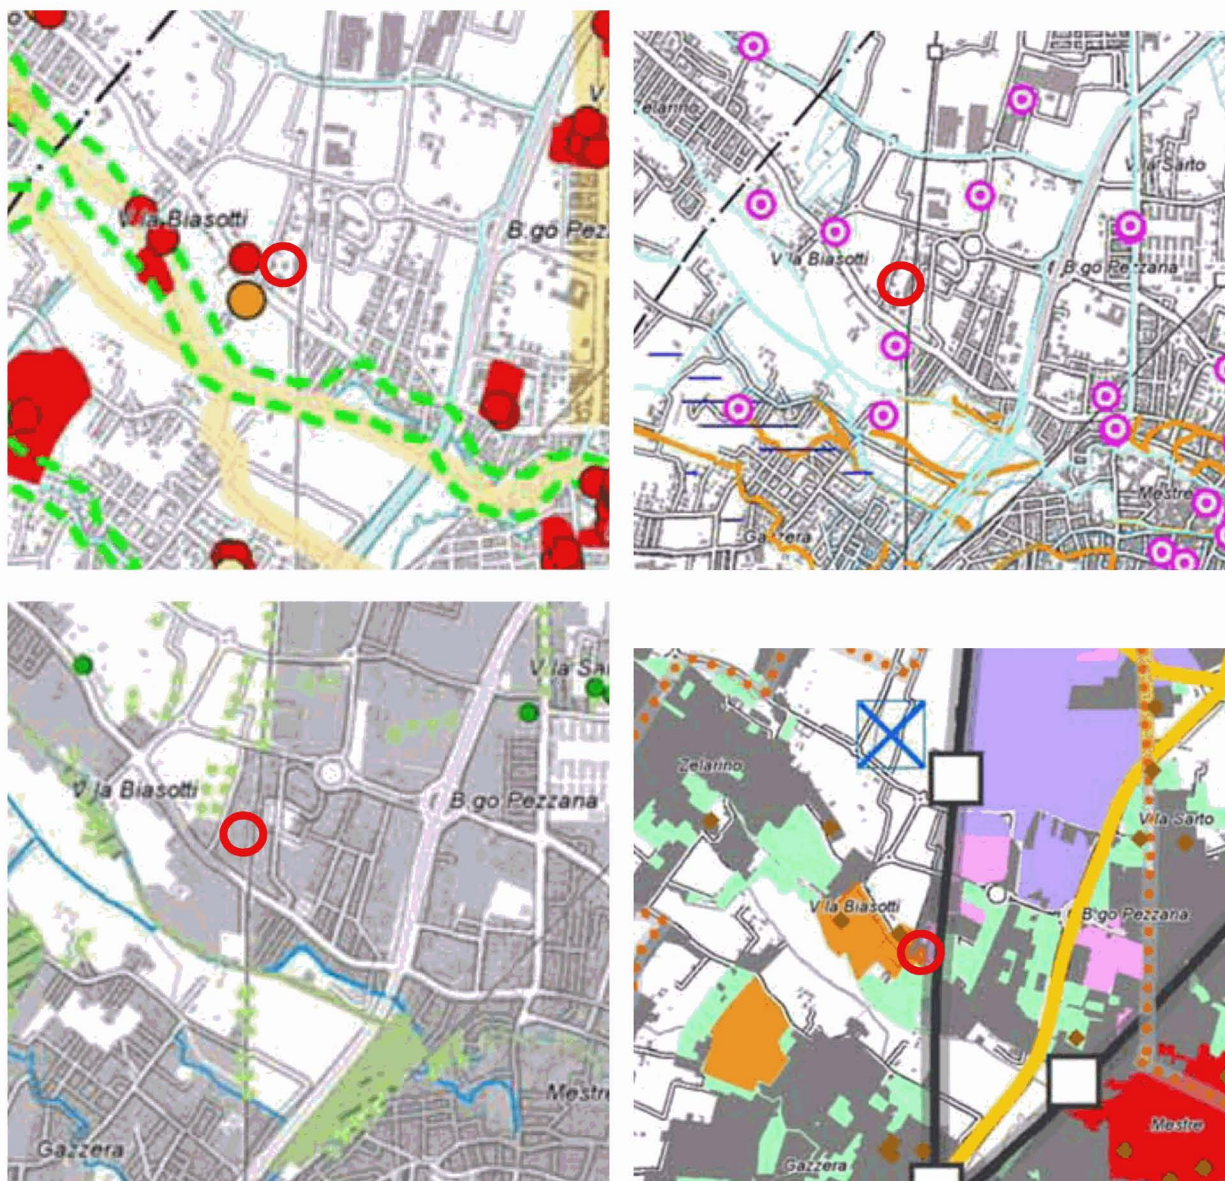 V.la Biasotti
B.go Pez
V
V.la Sarto
V.la Biasotti
B.go Pezzana
Mestre
Gazzera
V.la Sar
V.la Biasotti
B.go Pezzana
Mestre
Gazzera
Zelarino
V.la Sarto
V.la Biasotti
B.go Pezzana
Mestre
Gazzera